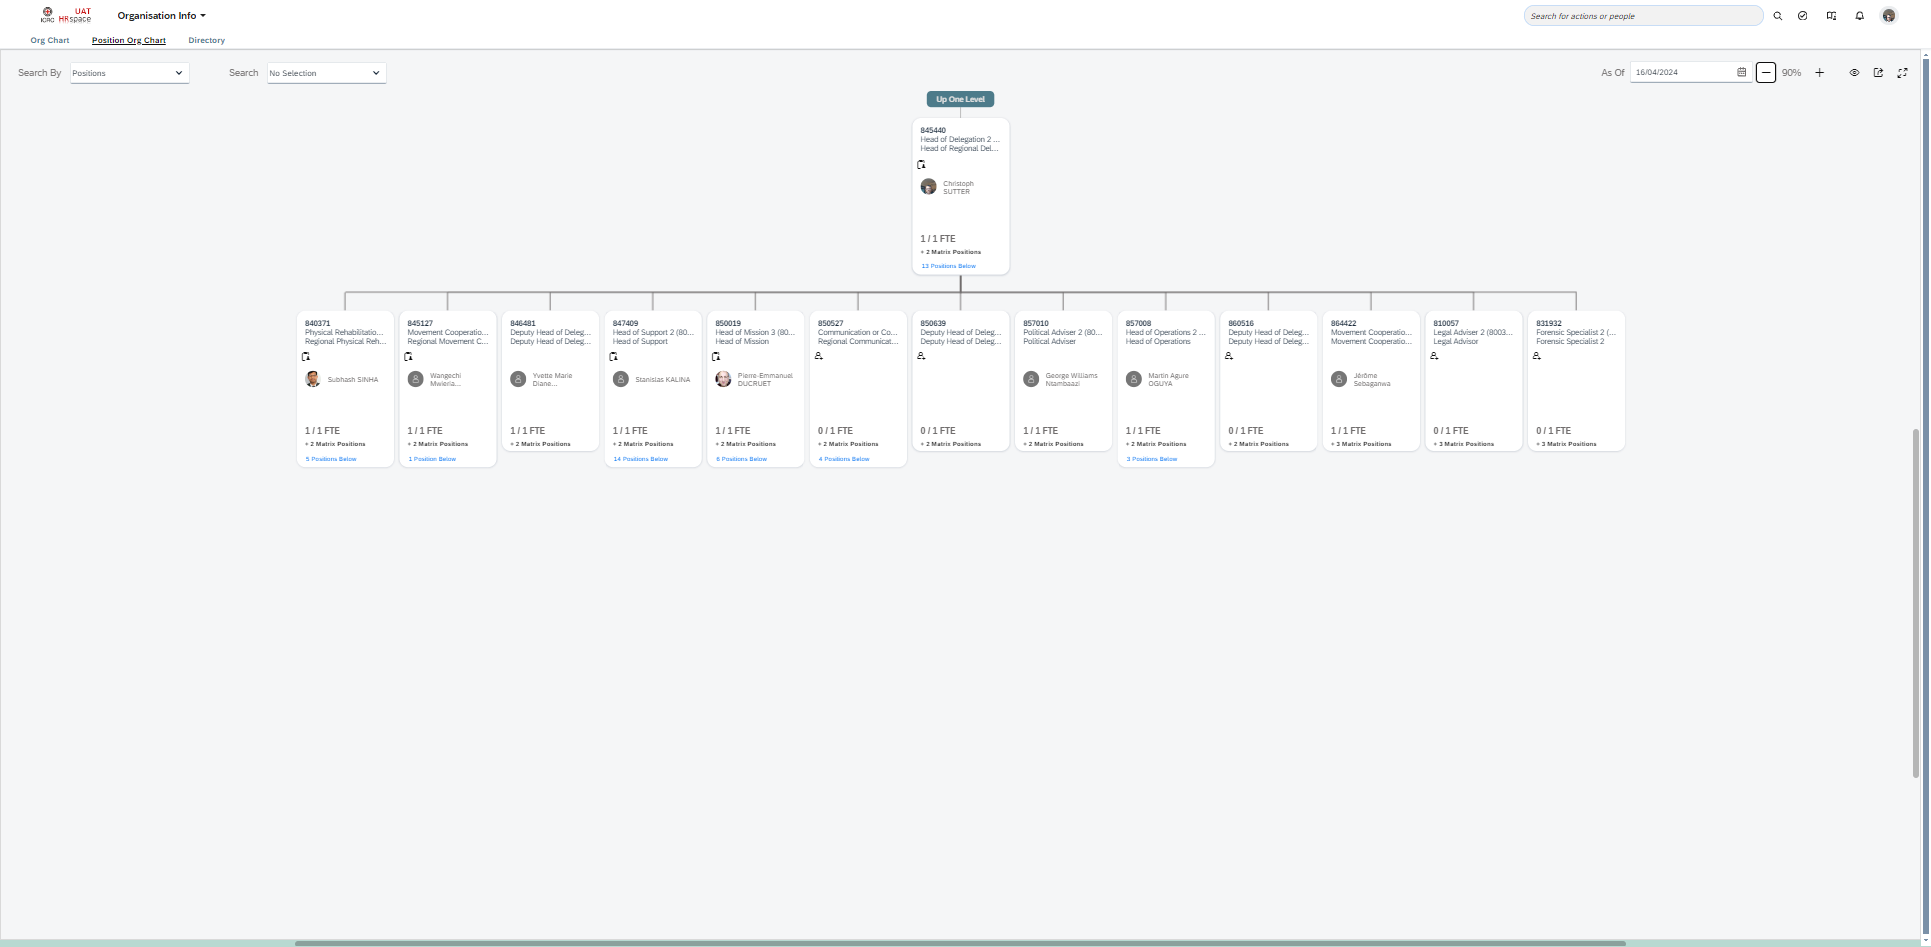 ICRC
UAT
HRspace
Organisation Info
Search for actions or people
Org Chart
Position Org Chart
Directory
Search By
Positions
Search
No Selection
As Of
16/04/2024
90%
Up One Level
845440
Head of Delegation 2 ...
Head of Regional Del...
Christoph
SUTTER
1 / 1 FTE
+ 2 Matrix Positions
13 Positions Below
840371
Physical Rehabilitatio...
Regional Physical Reh...
Subhash SINHA
1 / 1 FTE
+ 2 Matrix Positions
5 Positions Below
845127
Movement Cooperatio...
Regional Movement C...
Wangechi
Mwieria...
1 / 1 FTE
+ 2 Matrix Positions
1 Position Below
846481
Deputy Head of Deleg...
Deputy Head of Deleg...
Yvette Marie
Diane...
1 / 1 FTE
+ 2 Matrix Positions
847409
Head of Support 2 (80...
Head of Support
Stanislas KALINA
1 / 1 FTE
+ 2 Matrix Positions
14 Positions Below
850019
Head of Mission 3 (80...
Head of Mission
Pierre-Emmanuel
DUCRUET
1 / 1 FTE
+ 2 Matrix Positions
6 Positions Below
850527
Communication or Co...
Regional Communicat...
0 / 1 FTE
+ 2 Matrix Positions
4 Positions Below
850639
Deputy Head of Deleg...
Deputy Head of Deleg...
0 / 1 FTE
+ 2 Matrix Positions
857010
Political Adviser 2 (80...
Political Adviser
George Williams
Ntambaazi
1 / 1 FTE
+ 2 Matrix Positions
857008
Head of Operations 2 ...
Head of Operations
Martin Agure
OGUYA
1 / 1 FTE
+ 2 Matrix Positions
3 Positions Below
860516
Deputy Head of Deleg...
Deputy Head of Deleg...
0 / 1 FTE
+ 2 Matrix Positions
864422
Movement Cooperatio...
Movement Cooperatio...
Jérôme
Sebaganwa
1 / 1 FTE
+ 3 Matrix Positions
810057
Legal Adviser 2 (8003...
Legal Advisor
0 / 1 FTE
+ 3 Matrix Positions
831932
Forensic Specialist 2 (...
Forensic Specialist 2
0 / 1 FTE
+ 3 Matrix Positions